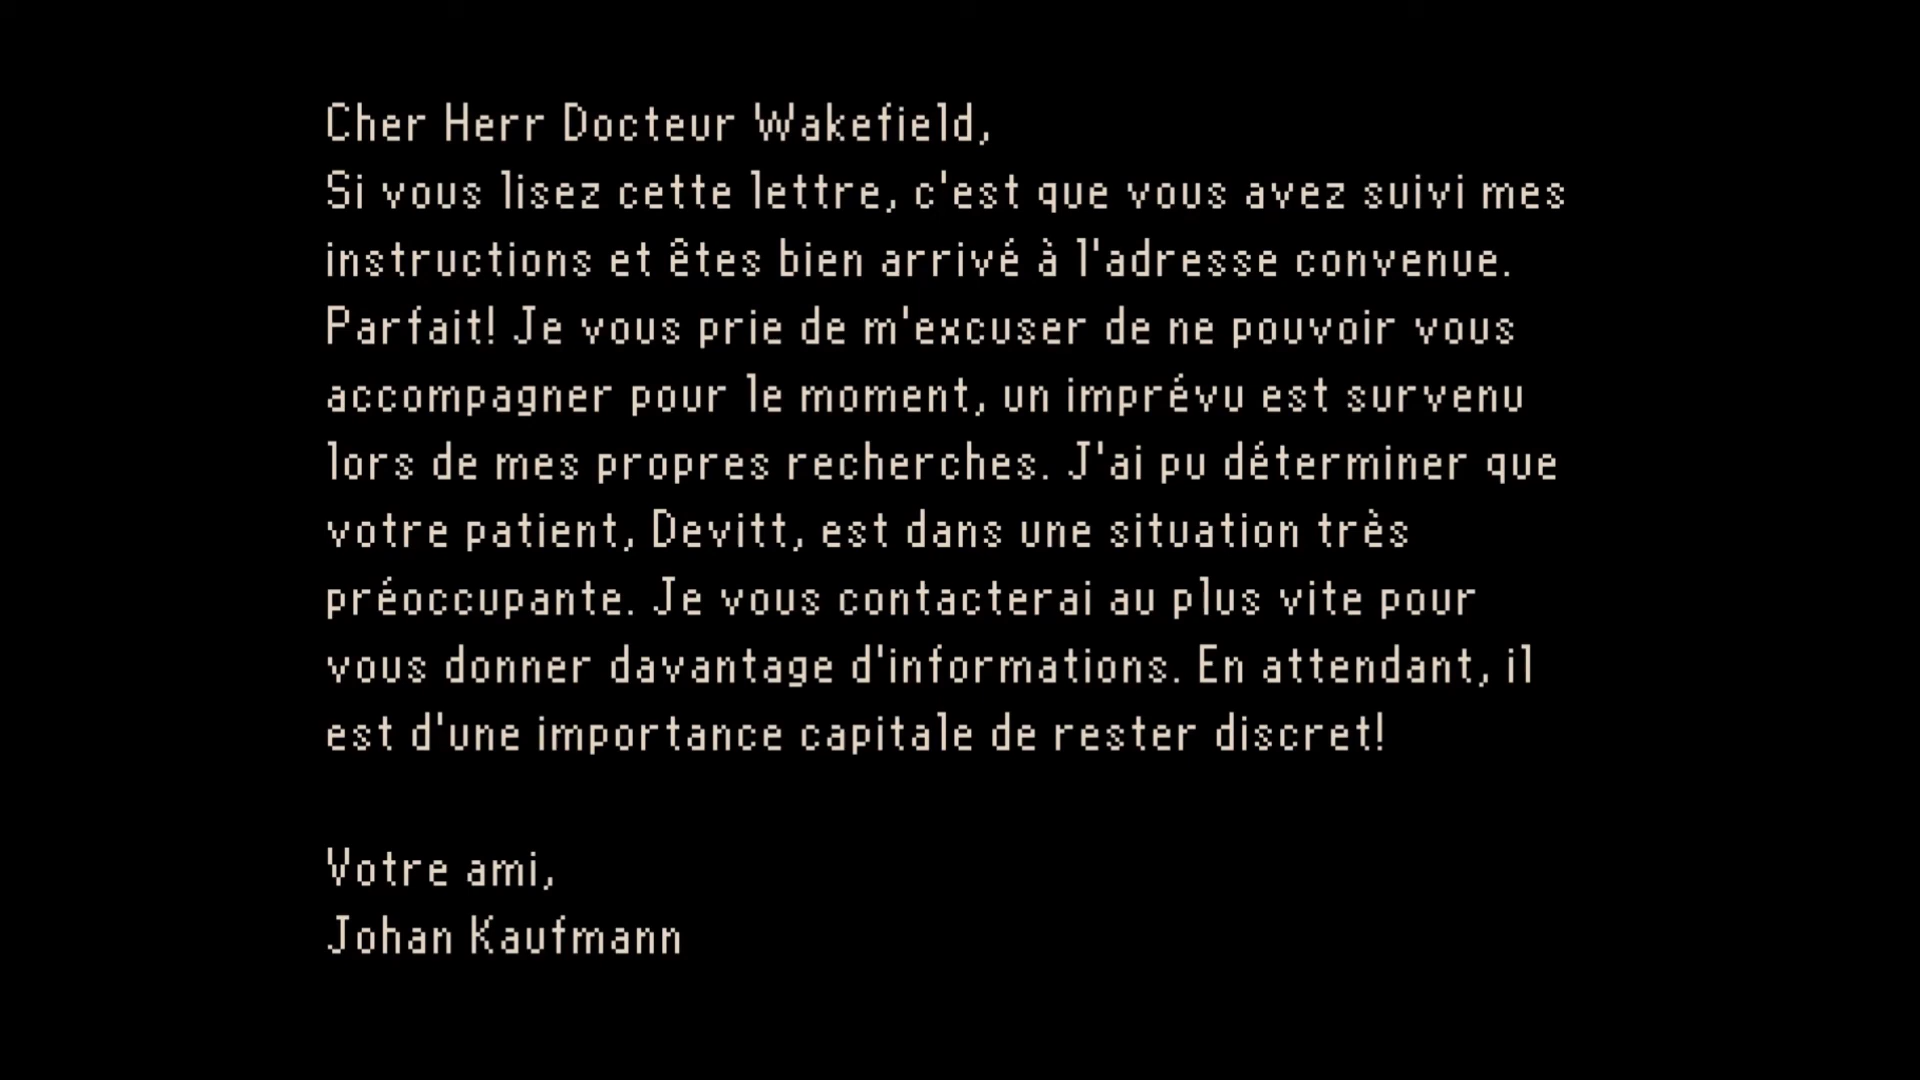 Cher Herr Docteur Wakefield,
Si vous lisez cette lettre, c'est que vous avez suivi mes
instructions et êtes bien arrivé à l'adresse convenue.
Parfait! Je vous prie de m'excuser de ne pouvoir vous
accompagner pour le moment, un imprévu est survenu
lors de mes propres recherches. J'ai pu déterminer que
votre patient, Devitt, est dans une situation très
préoccupante. Je vous contacterai au plus vite pour
vous donner davantage d'informations. En attendant, il
est d'une importance capitale de rester discret!
Votre ami,
Johan Kaufmann